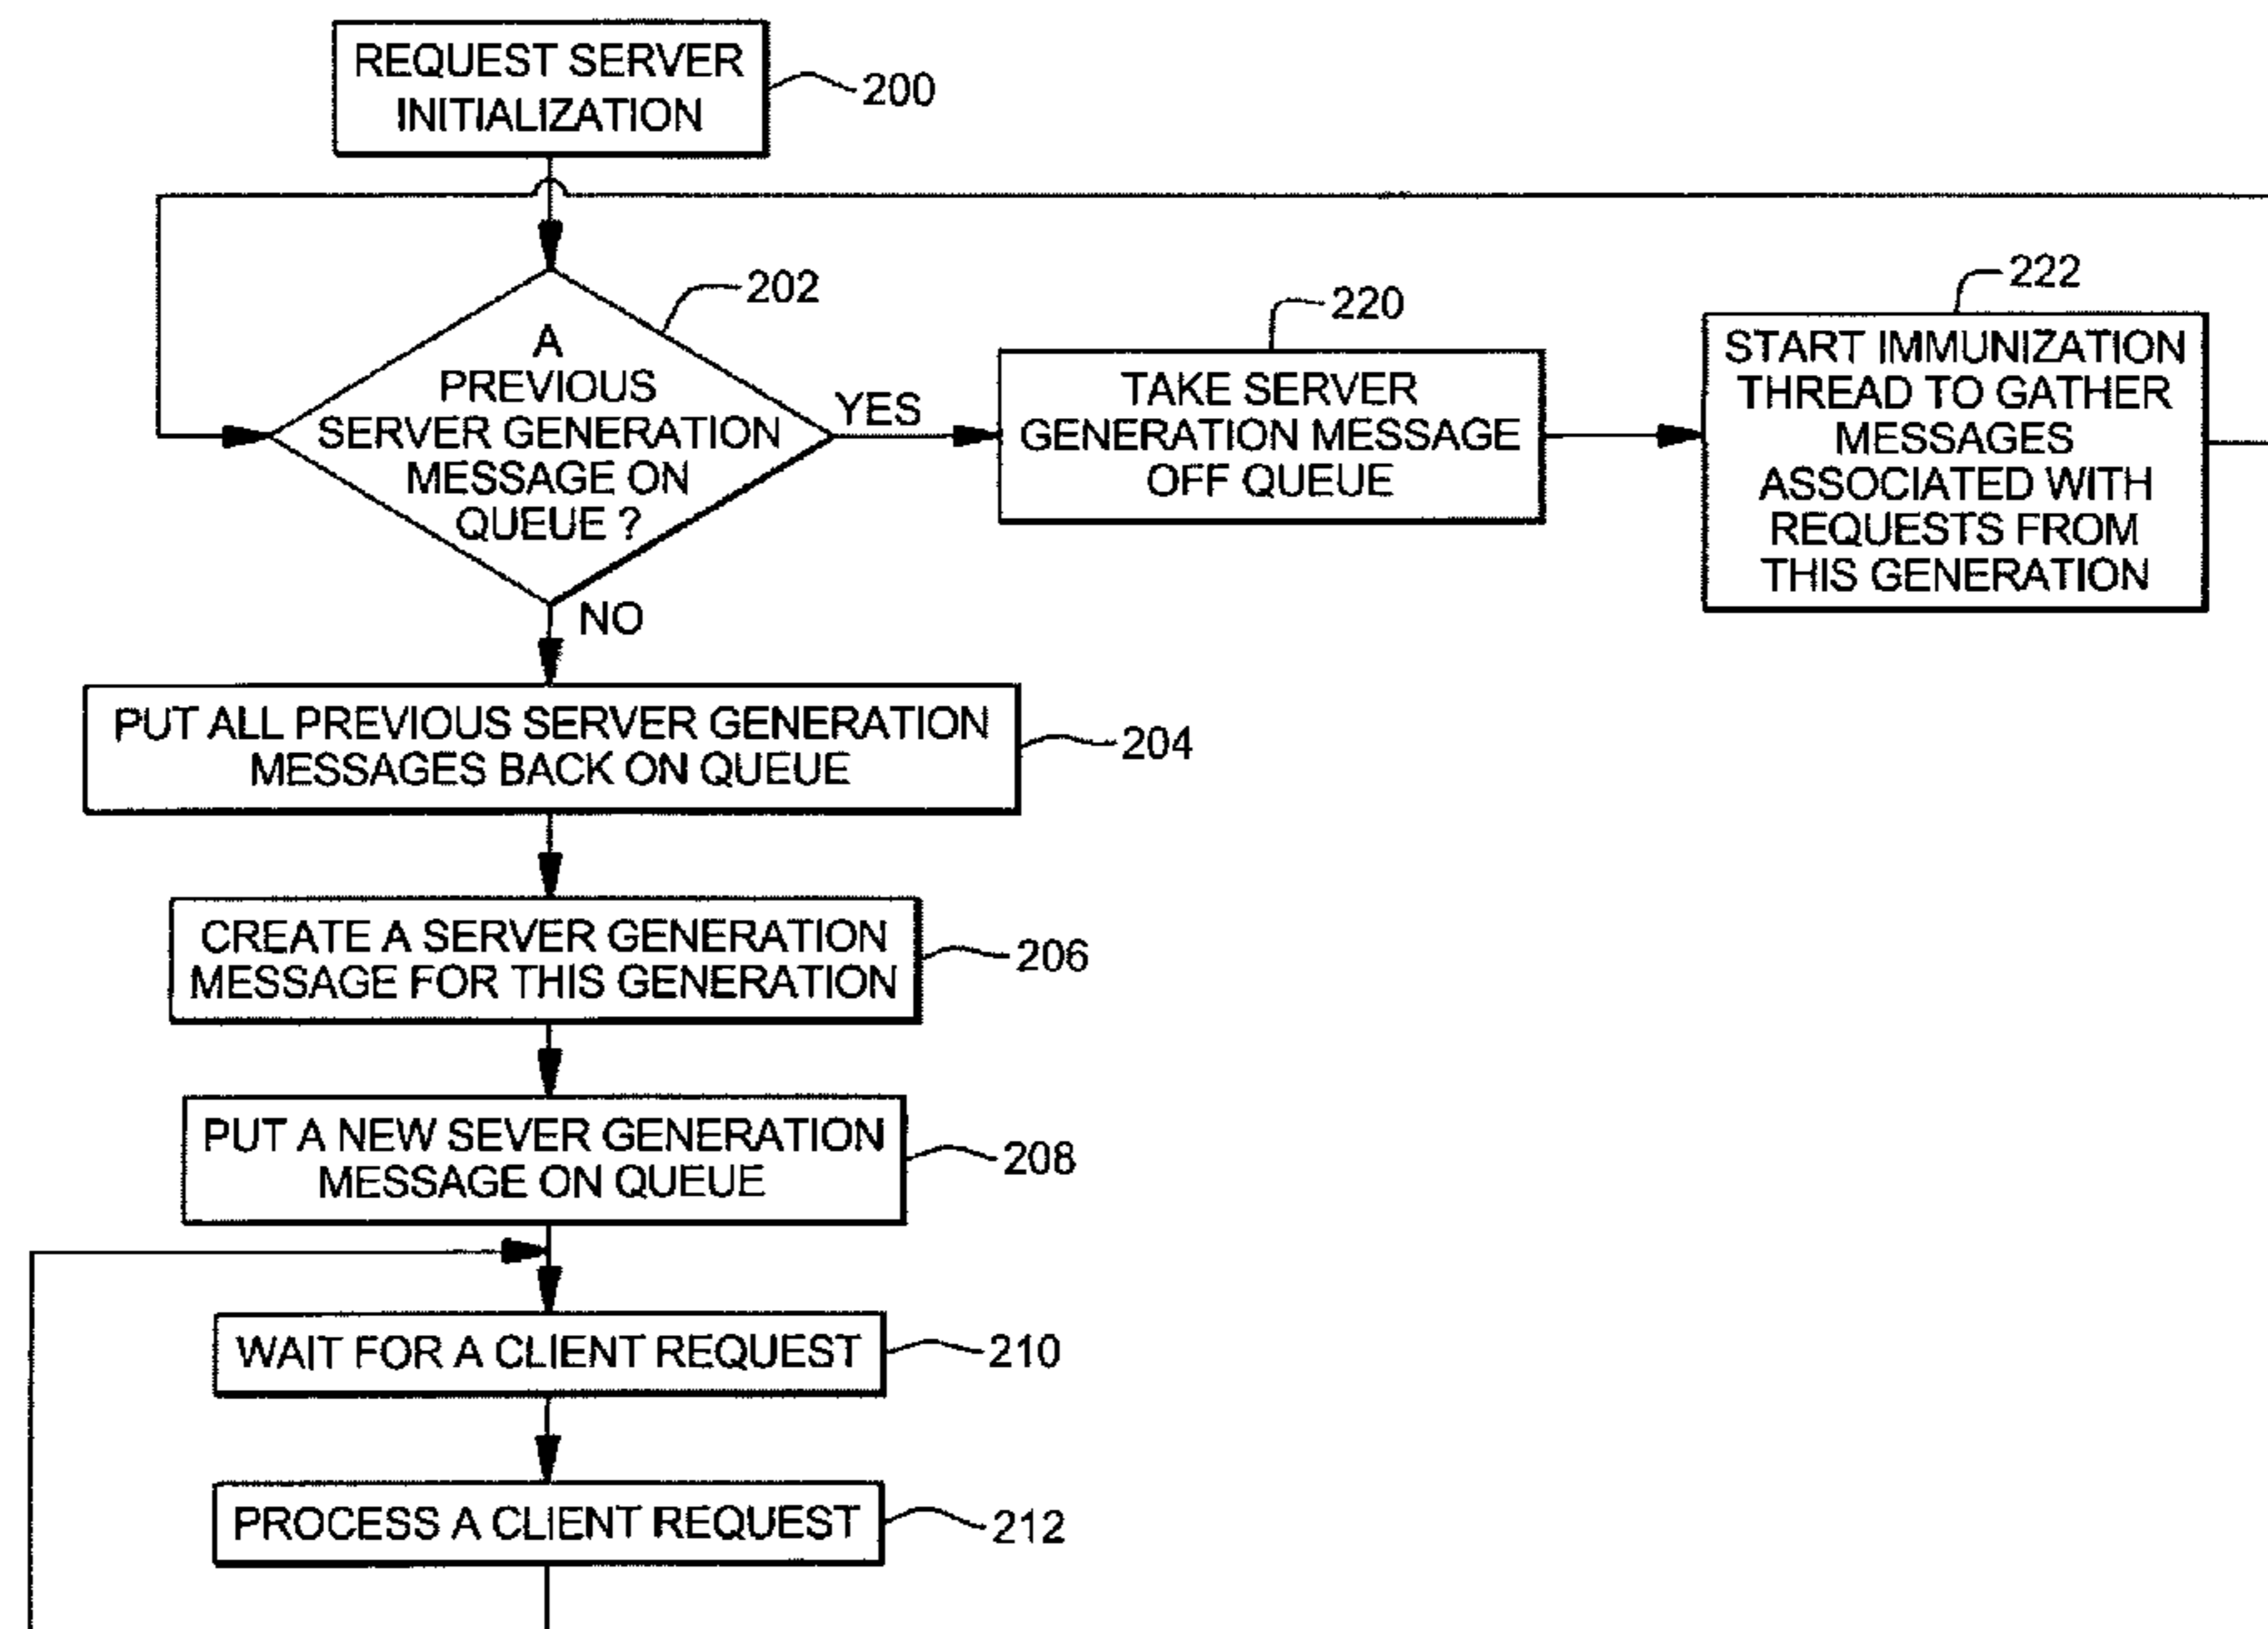 REQUEST SERVER
INITIALIZATION
200
A
PREVIOUS
SERVER GENERATION
MESSAGE ON
QUEUE ?
202
YES
NO
TAKE SERVER
GENERATION MESSAGE
OFF QUEUE
220
START IMMUNIZATION
THREAD TO GATHER
MESSAGES
ASSOCIATED WITH
REQUESTS FROM
THIS GENERATION
222
PUT ALL PREVIOUS SERVER GENERATION
MESSAGES BACK ON QUEUE
204
CREATE A SERVER GENERATION
MESSAGE FOR THIS GENERATION
206
PUT A NEW SEVER GENERATION
MESSAGE ON QUEUE
208
WAIT FOR A CLIENT REQUEST
210
PROCESS A CLIENT REQUEST
212